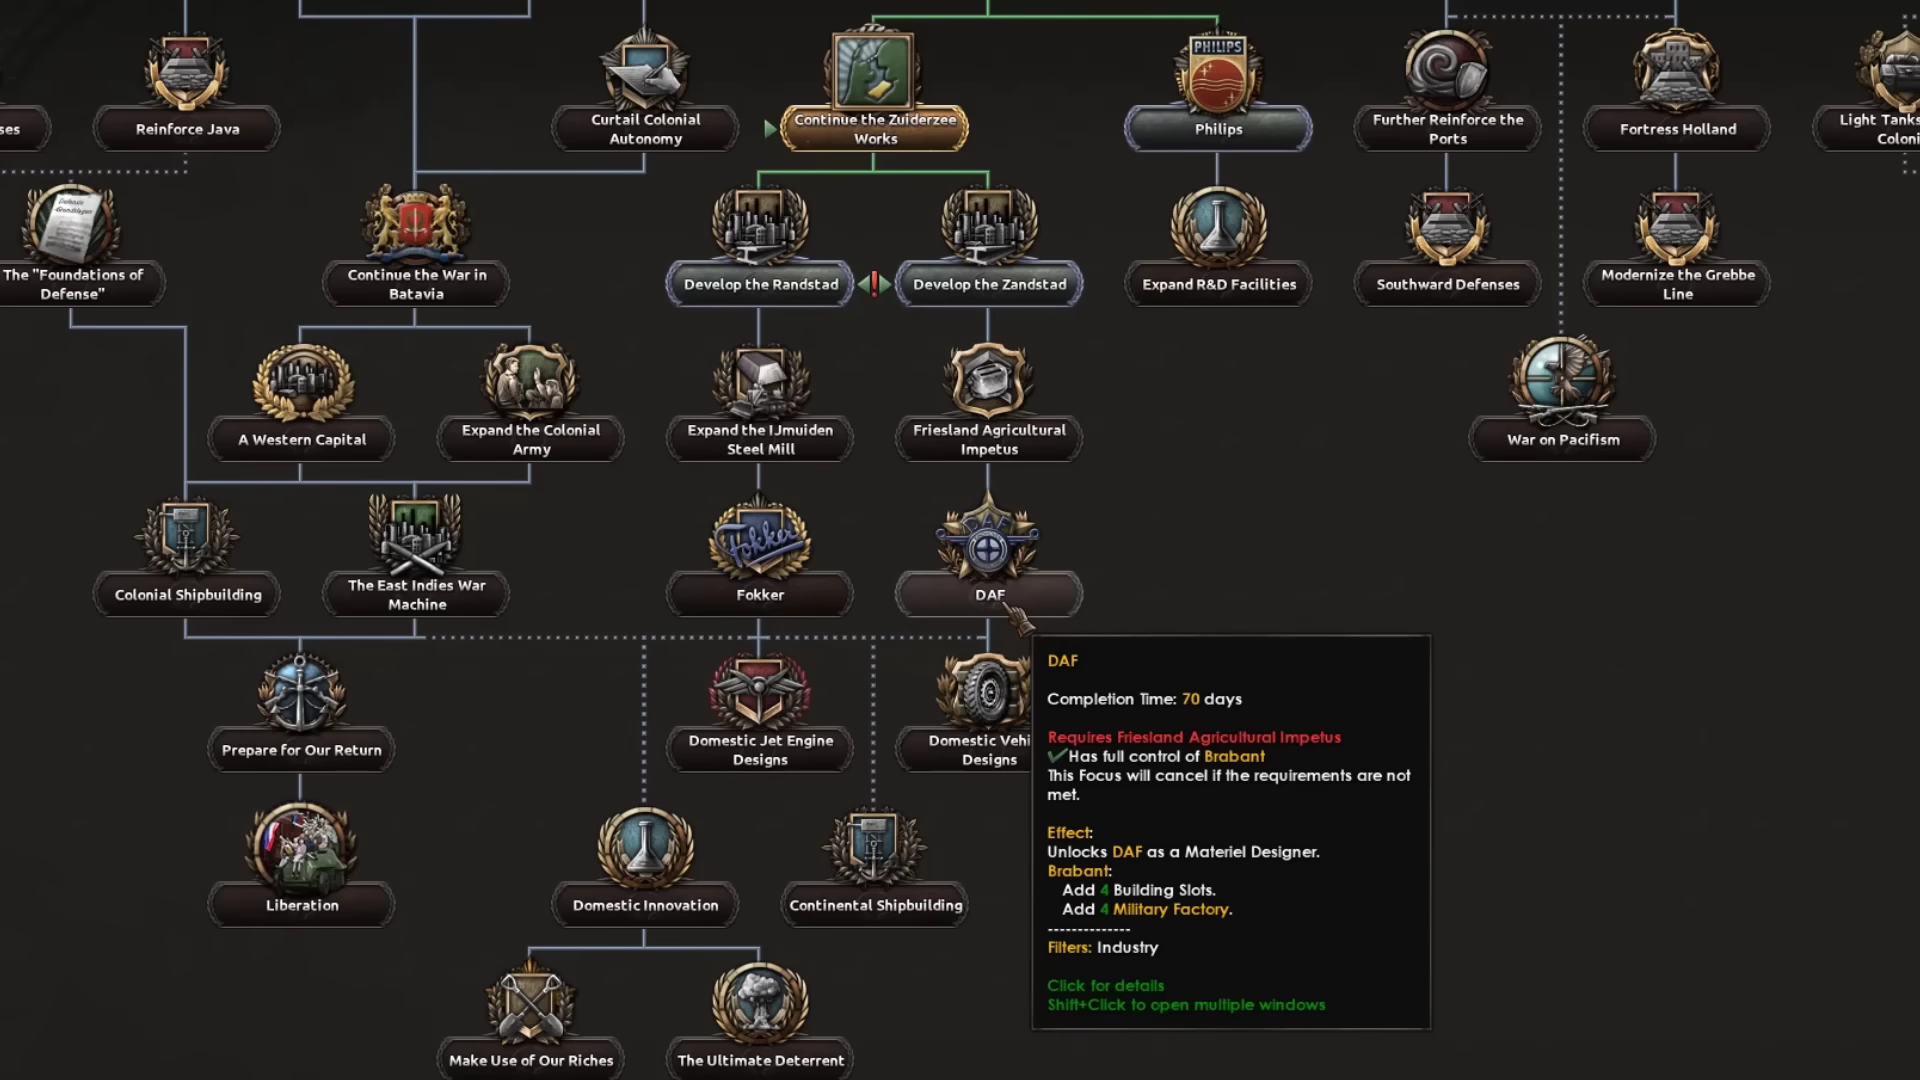 PHILIPS
ses
Reinforce Java
Curtail Colonial
Autonomy
Continue the Zuiderzee
Works
Philips
Further Reinforce the
Ports
Fortress Holland
Light Tanks
Coloni
The "Foundations of
Defense"
Continue the War in
Batavia
Develop the Randstad
Develop the Zandstad
Expand R&D Facilities
Southward Defenses
Modernize the Grebbe
Line
A Western Capital
Expand the Colonial
Army
Expand the IJmuiden
Steel Mill
Friesland Agricultural
Impetus
War on Pacifism
Fokker
DAF
Colonial Shipbuilding
The East Indies War
Machine
Fokker
DAF
Prepare for Our Return
Domestic Jet Engine
Designs
Domestic Vehi
Designs
Liberation
Domestic Innovation
Continental Shipbuilding
Make Use of Our Riches
The Ultimate Deterrent
DAF
Completion Time: 70 days
Requires Friesland Agricultural Impetus
Has full control of Brabant
This Focus will cancel if the requirements are not
met.
Effect:
Unlocks DAF as a Materiel Designer.
Brabant:
Add 4 Building Slots.
Add 4 Military Factory.
--------------
Filters: Industry
Click for details
Shift+Click to open multiple windows